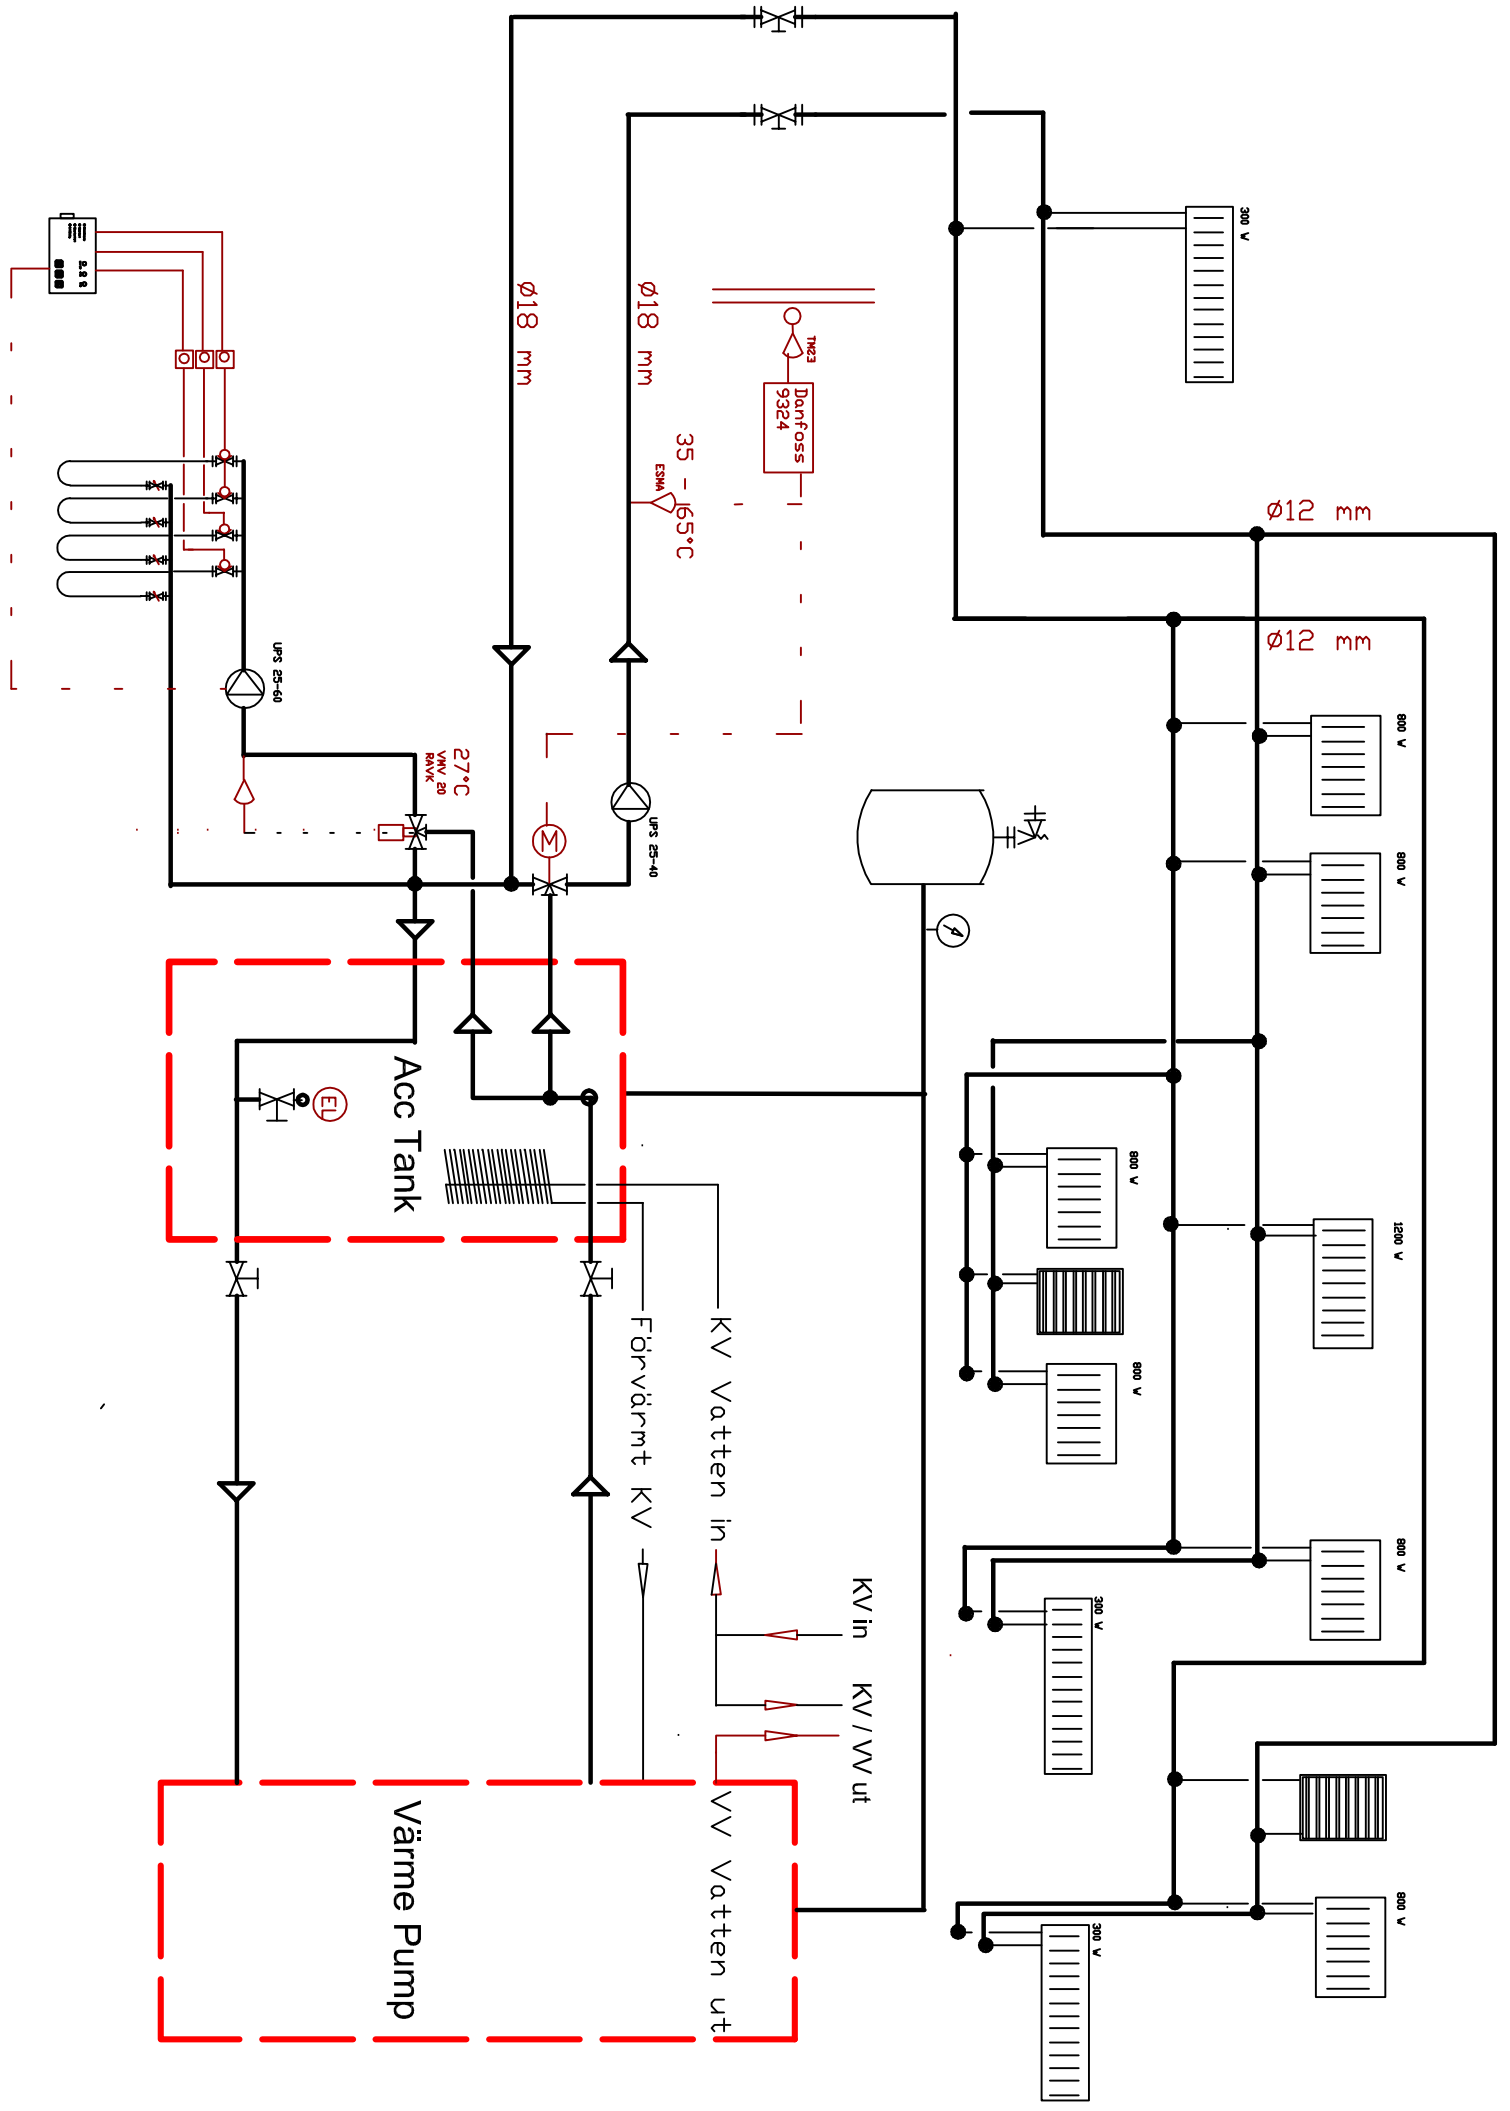 300 W
Ø18 mm
Ø18 mm
TM23
Danfoss
9324
35 - 65°C
ESMA
Ø12 mm
Ø12 mm
UPS 25-60
27°C
VMV 20
RAVK
UPS 25-40
M
800 W
800 W
Acc Tank
EL
800 W
1200 W
800 W
Förvärmt KV
KV Vatten in
800 W
300 W
KV in
KV / VV ut
Värme Pump
VV Vatten ut
800 W
300 W